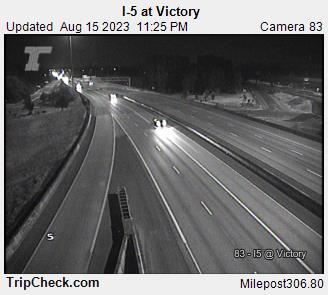 I-5 at Victory
Updated Aug 15 2023 11:25 PM Camera 83
T
S
83 - I5 @ Victory
TripCheck.com Milepost306.80